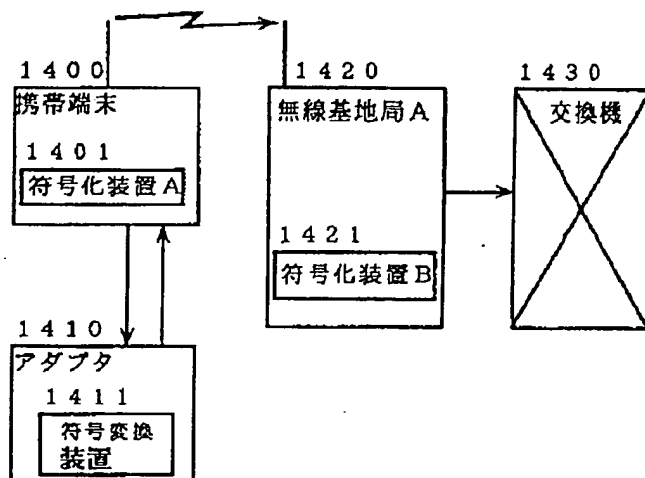 1400
携帯端末
1401
符号化装置A
1420
無線基地局A
1421
符号化装置B
1430
交換機
1410
アダプタ
1411
符号変換
装置